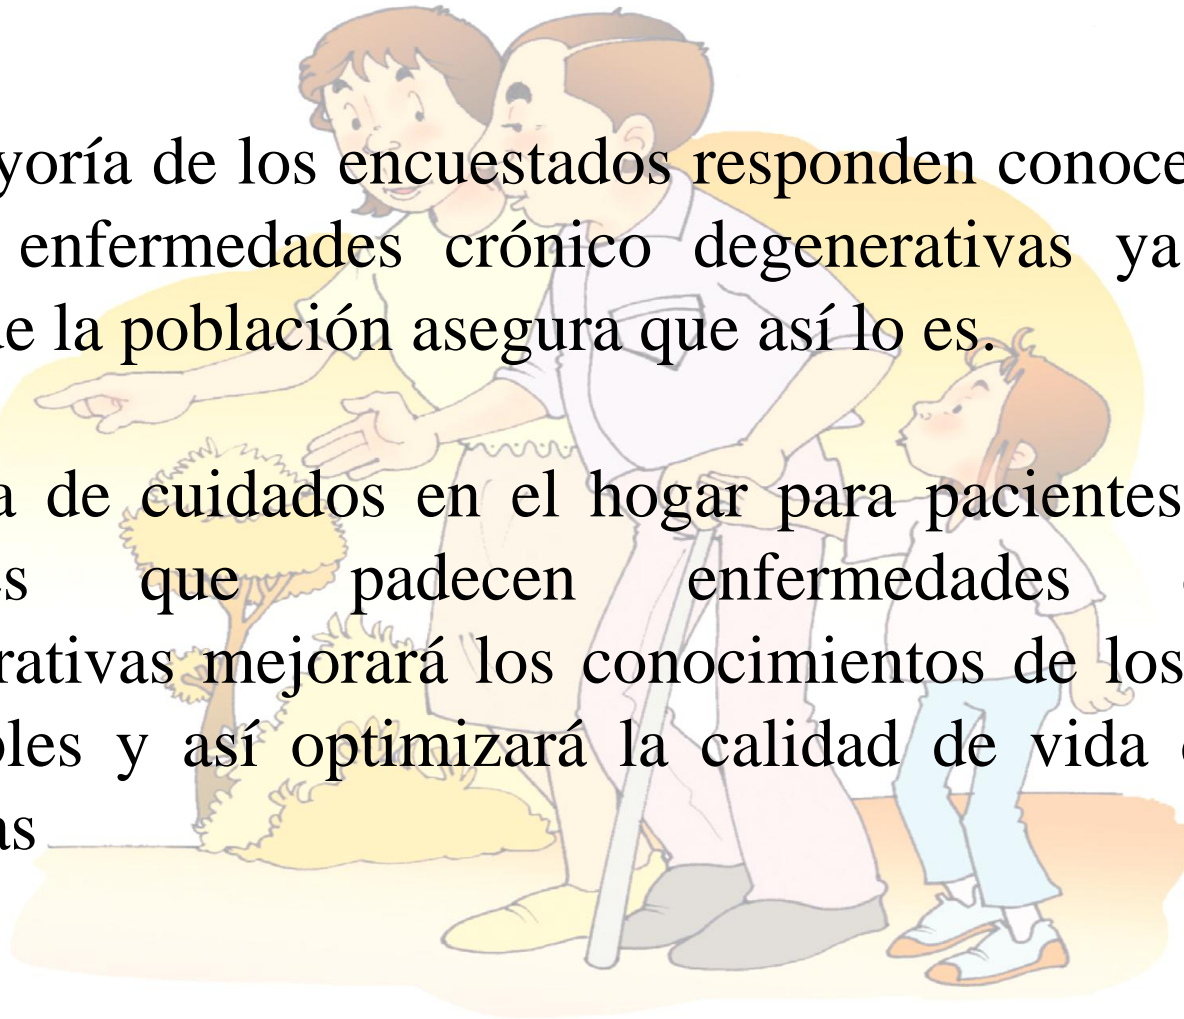 yoría de los encuestados responden conoce
enfermedades crónico degenerativas ya
la población asegura que así lo es.
a de cuidados en el hogar para pacientes
es que padecen enfermedades
rativas mejorará los conocimientos de los
les y así optimizará la calidad de vida
as